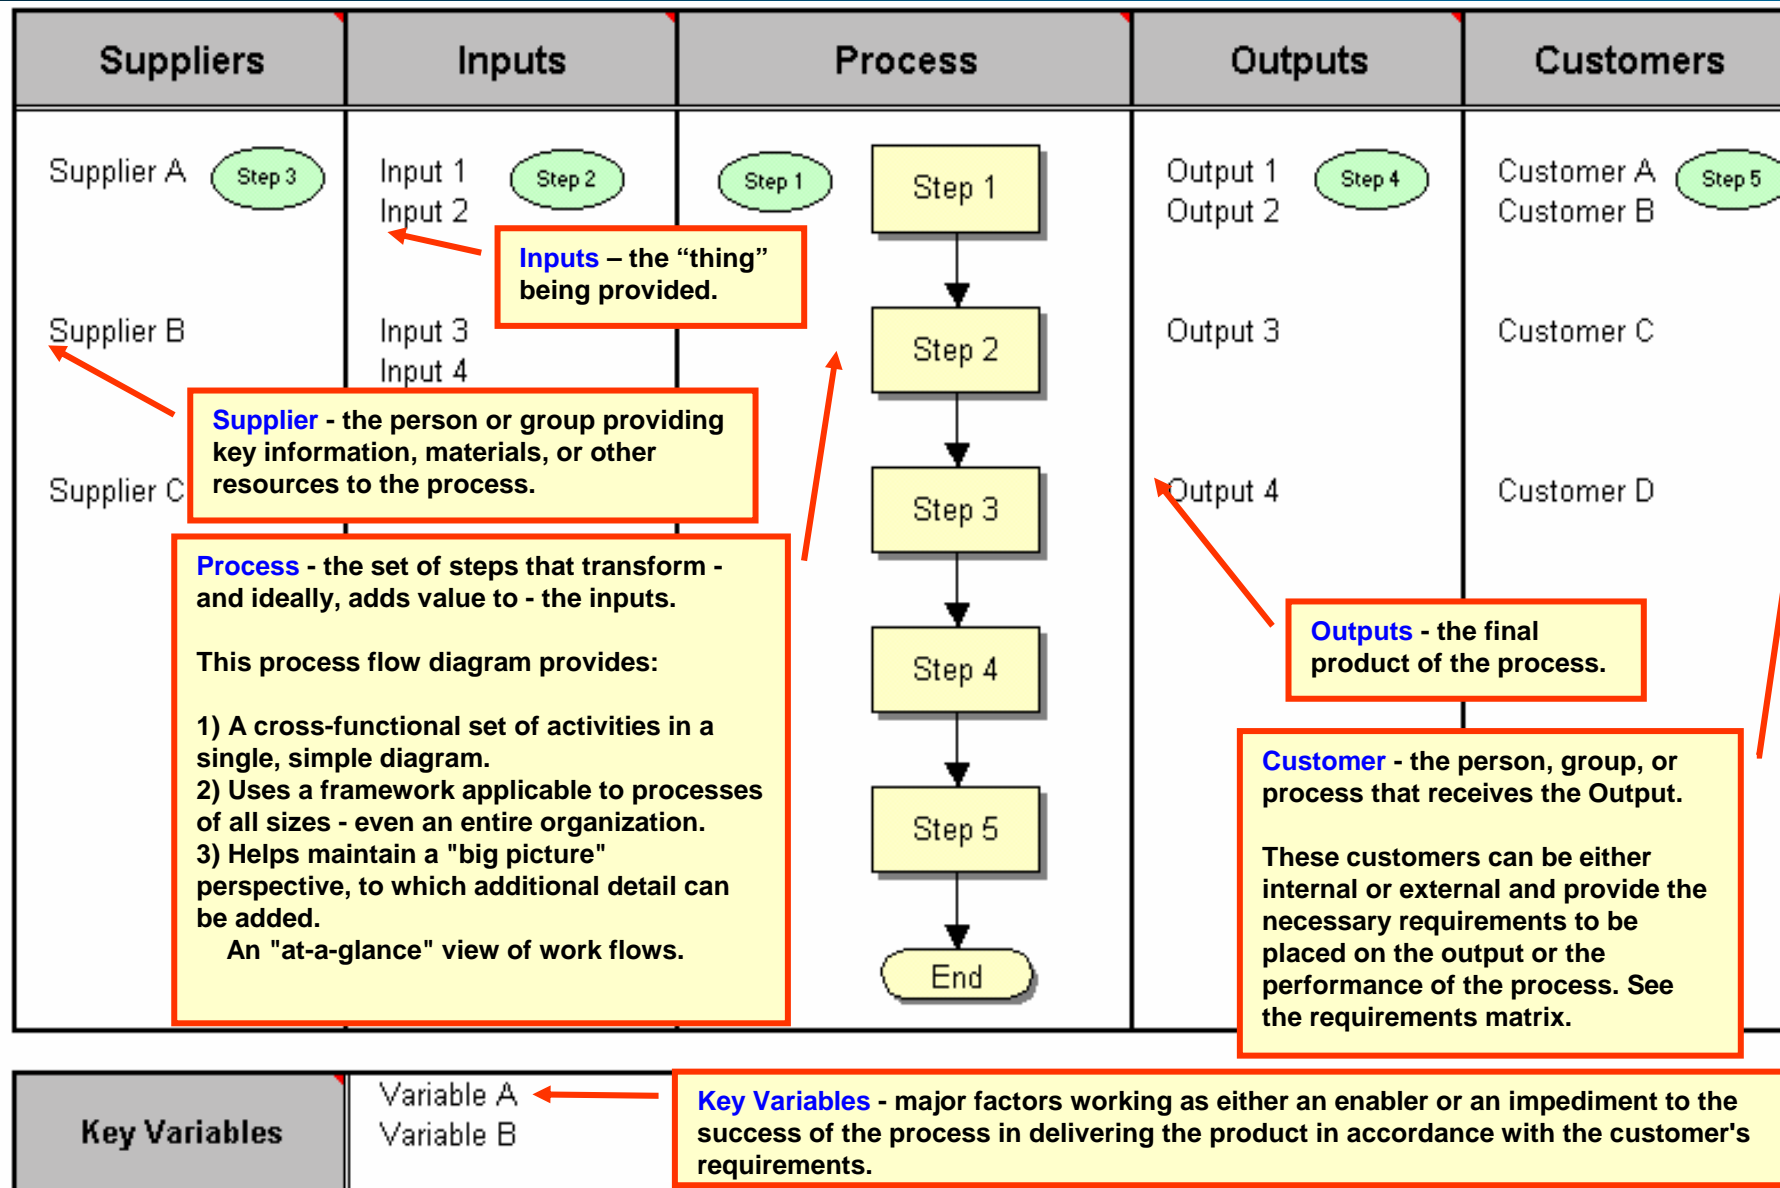 Suppliers
Inputs
Process
Outputs
Customers
Supplier A
Step 3
Input 1
Input 2
Step 2
Step 1
Step 1
Output 1
Output 2
Step 4
Customer A
Customer B
Step 5
Inputs – the “thing”
being provided.
Supplier B
Input 3
Input 4
Step 2
Output 3
Customer C
Supplier - the person or group providing
key information, materials, or other
resources to the process.
Supplier C
Step 3
Output 4
Customer D
Process - the set of steps that transform -
and ideally, adds value to - the inputs.
This process flow diagram provides:
1) A cross-functional set of activities in a
single, simple diagram.
2) Uses a framework applicable to processes
of all sizes - even an entire organization.
3) Helps maintain a "big picture"
perspective, to which additional detail can
be added.
An "at-a-glance" view of work flows.
Step 4
Step 5
End
Outputs - the final
product of the process.
Customer - the person, group, or
process that receives the Output.
These customers can be either
internal or external and provide the
necessary requirements to be
placed on the output or the
performance of the process. See
the requirements matrix.
Key Variables
Variable A
Variable B
Key Variables - major factors working as either an enabler or an impediment to the
success of the process in delivering the product in accordance with the customer's
requirements.